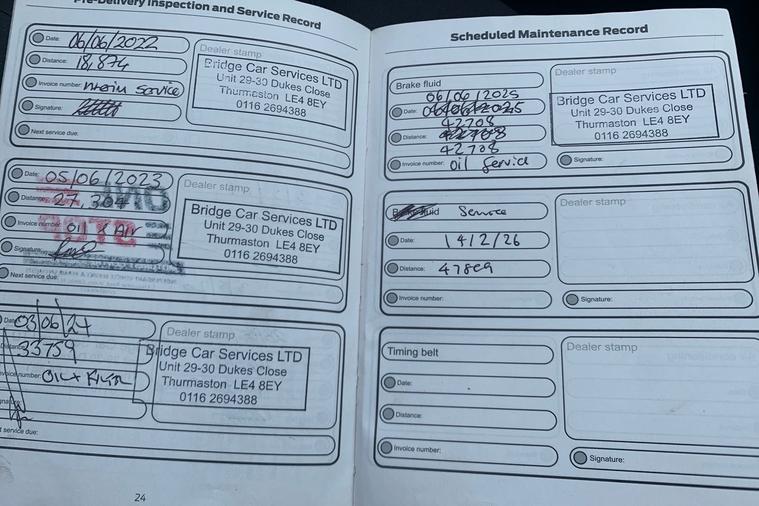 Pre-Delivery Inspection and Service Record
Date: 06/06/2022
Distance: 18,874
Invoice number: Interim Service
Signature:
Next service due:
Dealer stamp
Bridge Car Services LTD
Unit 29-30 Dukes Close
Thurmaston LE4 8EY
0116 2694388
Date: 05/06/2023
Distance: 27,304
Invoice number: Oil & Air
Signature:
Next service due:
Dealer stamp
Bridge Car Services LTD
Unit 29-30 Dukes Close
Thurmaston LE4 8EY
0116 2694388
Date: 03/06/24
Distance: 33759
Invoice number: Oil + Filter
Signature:
t service due:
Dealer stamp
Bridge Car Services LTD
Unit 29-30 Dukes Close
Thurmaston LE4 8EY
0116 2694388
24
Scheduled Maintenance Record
Brake fluid
06/06/2025
Date:
42708
Distance:
42708
Invoice number: Oil Service
Dealer stamp
Bridge Car Services LTD
Unit 29-30 Dukes Close
Thurmaston LE4 8EY
0116 2694388
Signature:
Brake fluid Service
Date: 14/2/26
Distance:
Invoice number:
Dealer stamp
Signature:
Timing belt
Date:
Distance:
Invoice number:
Dealer stamp
Signature: